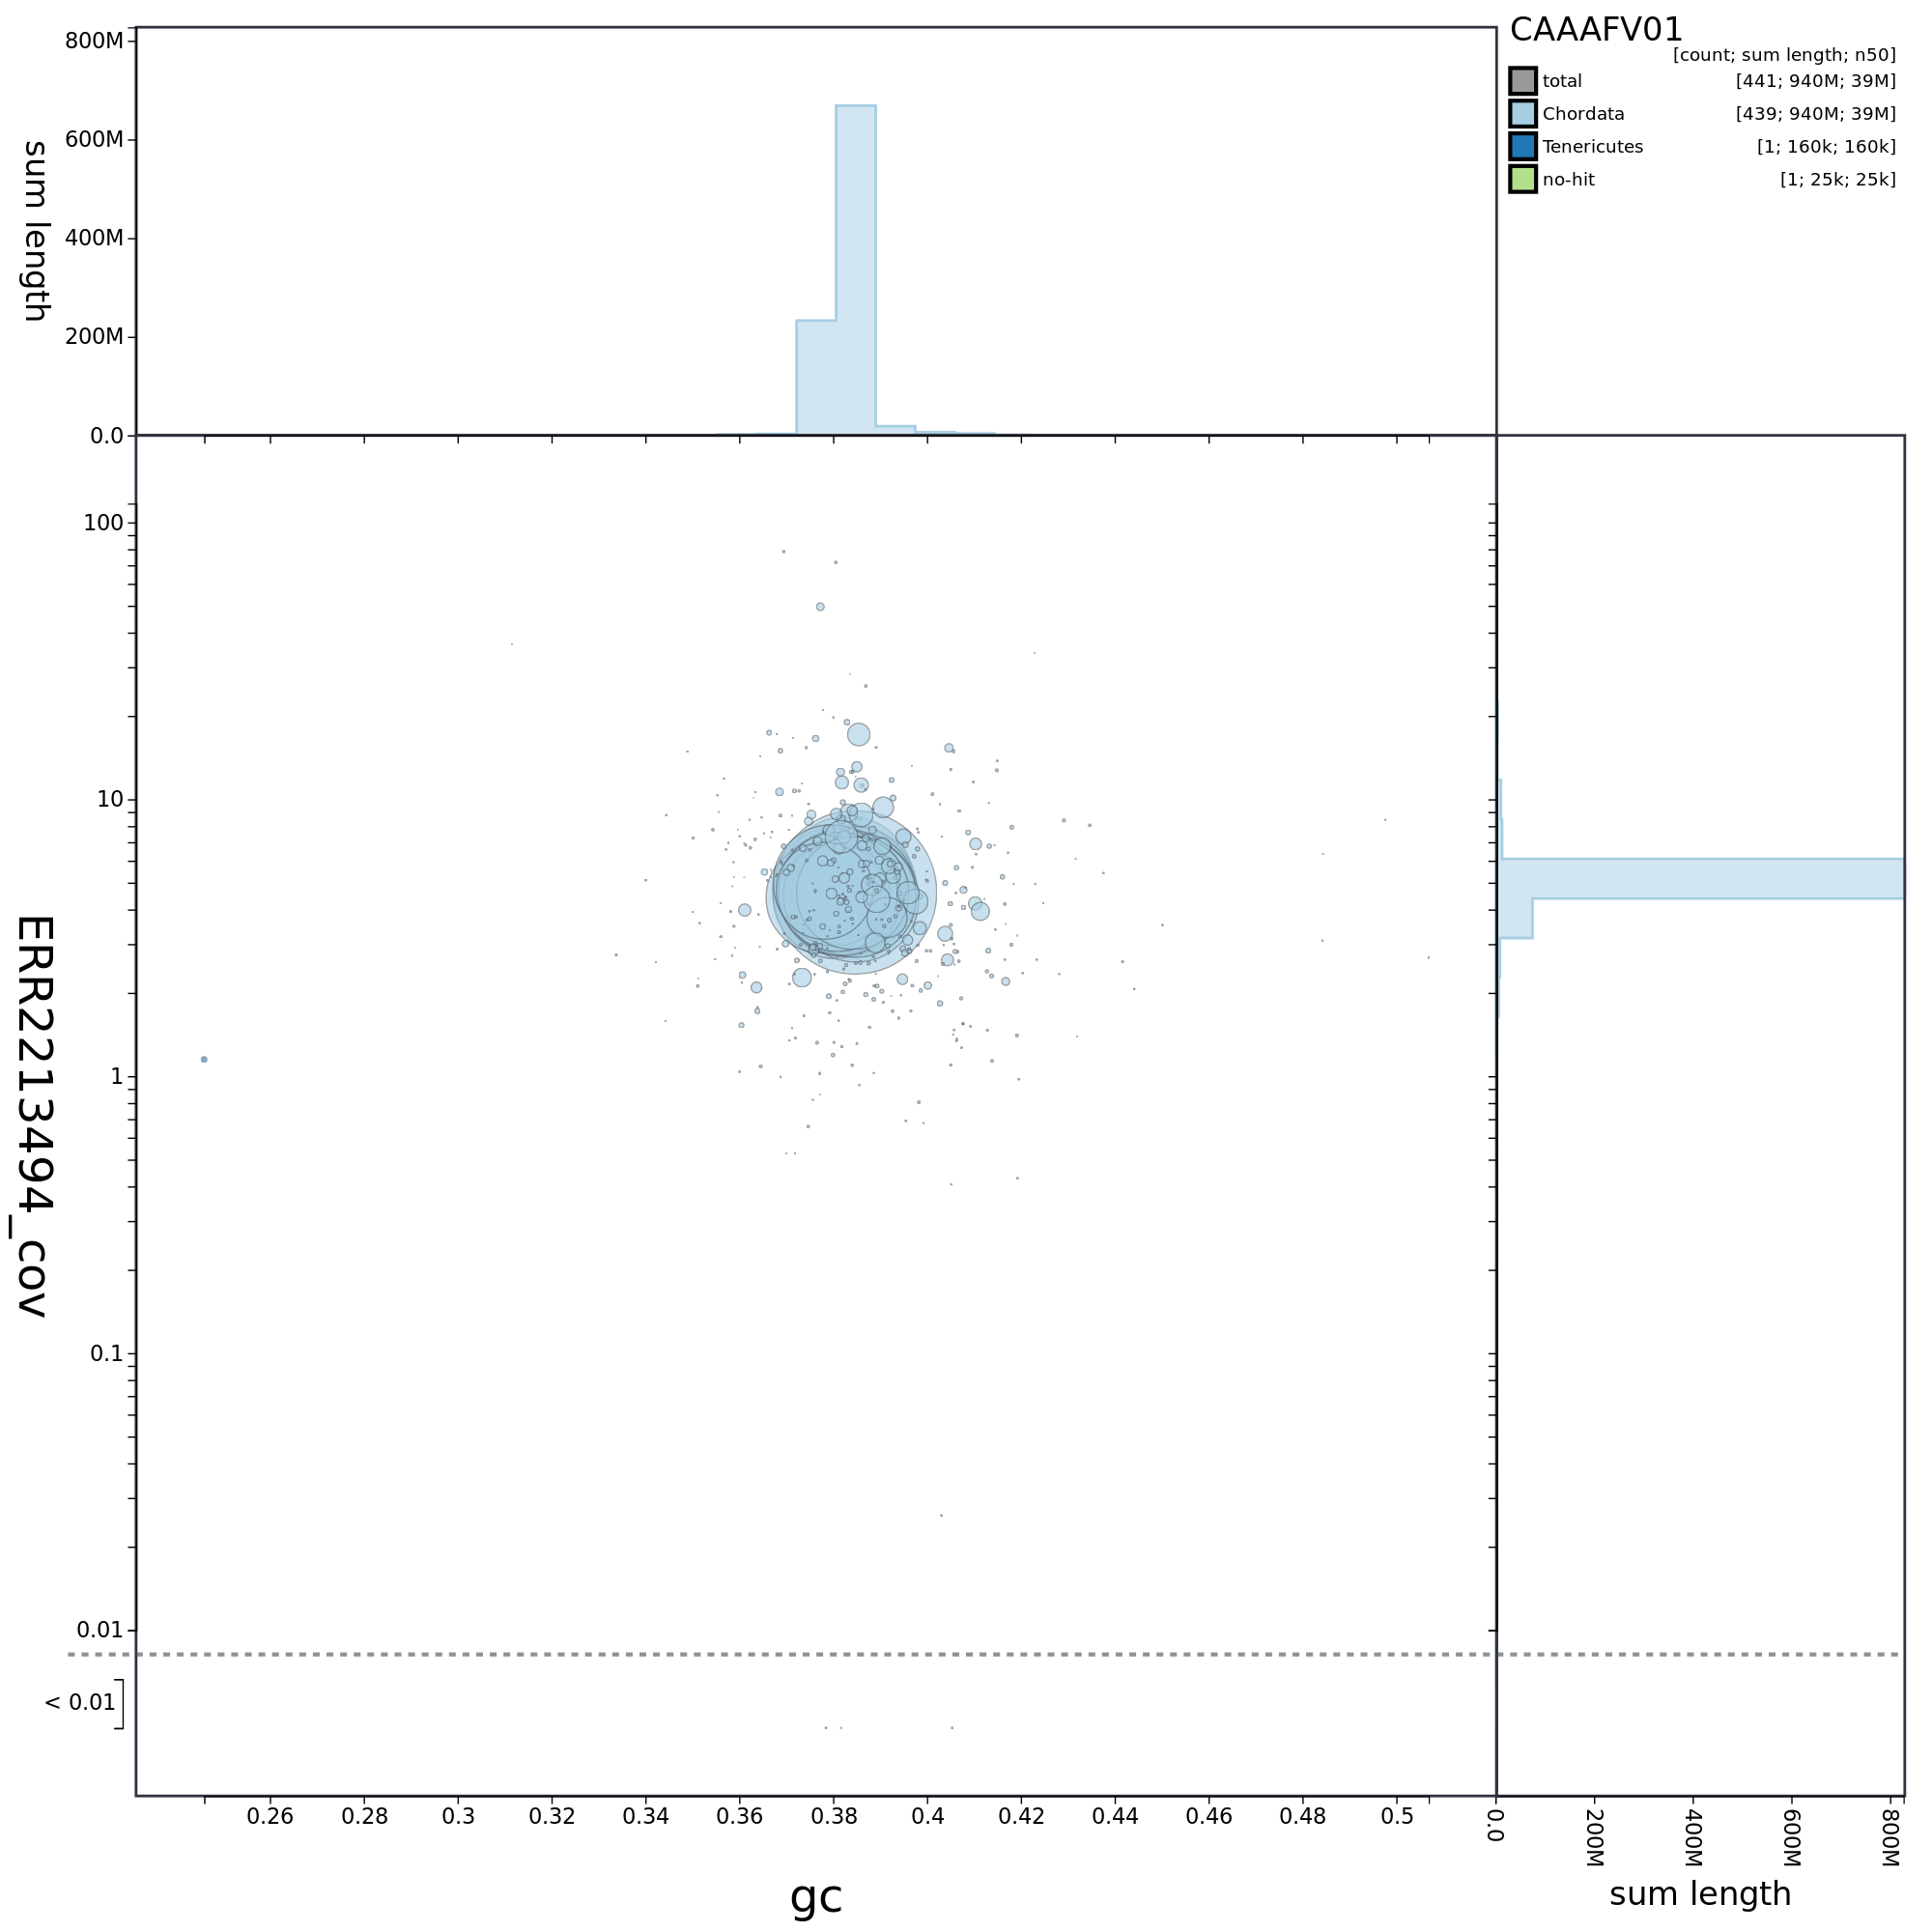 CAAAFV01
[count; sum length; n50]
total [441; 940M; 39M]
Chordata [439; 940M; 39M]
Tenericutes [1; 160k; 160k]
no-hit [1; 25k; 25k]
sum length
800M
600M
400M
200M
0.0
ERR2213494_cov
100
10
1
0.1
0.01
< 0.01
0.26 0.28 0.3 0.32 0.34 0.36 0.38 0.4 0.42 0.44 0.46 0.48 0.5
gc
0.0 200M 400M 600M 800M
sum length